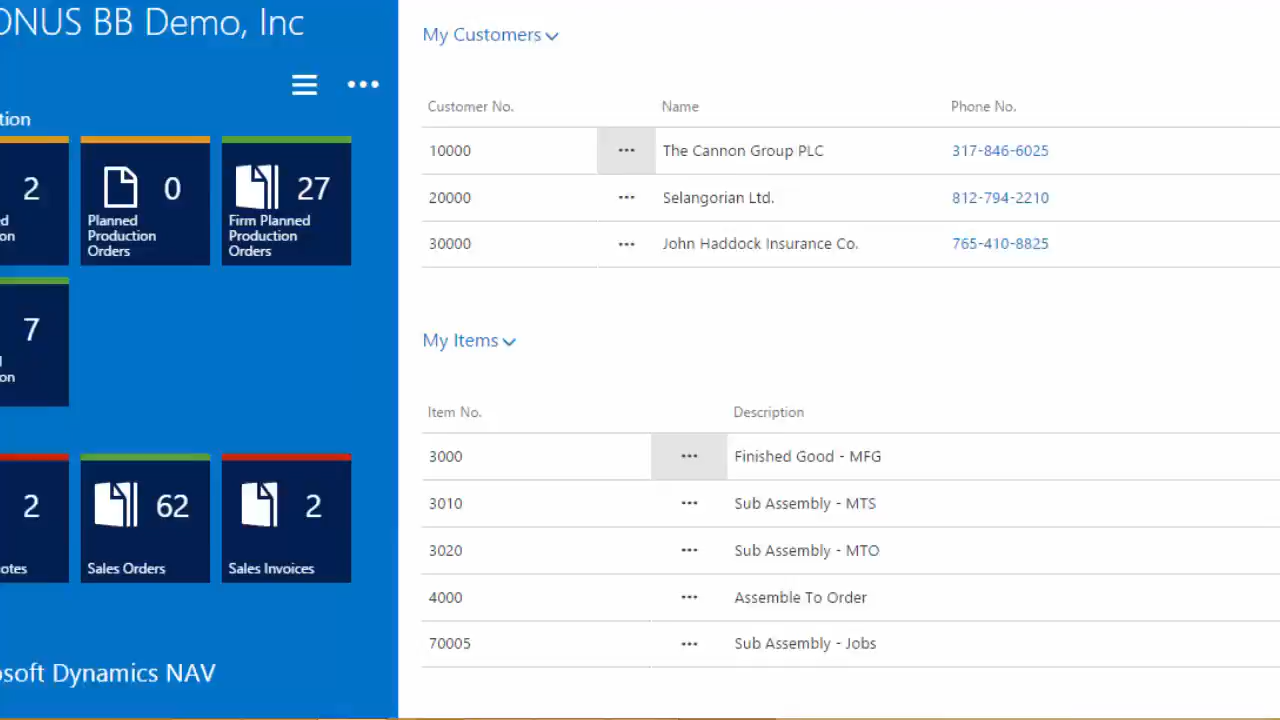 ONUS BB Demo, Inc
tion
2
0
Planned
Production
Orders
27
Firm Planned
Production
Orders
on
7
on
2
otes
62
Sales Orders
2
Sales Invoices
osoft Dynamics NAV
My Customers
Customer No. Name Phone No.
10000 ... The Cannon Group PLC 317-846-6025
20000 ... Selangorian Ltd. 812-794-2210
30000 ... John Haddock Insurance Co. 765-410-8825
My Items
Item No. Description
3000 ... Finished Good - MFG
3010 ... Sub Assembly - MTS
3020 ... Sub Assembly - MTO
4000 ... Assemble To Order
70005 ... Sub Assembly - Jobs